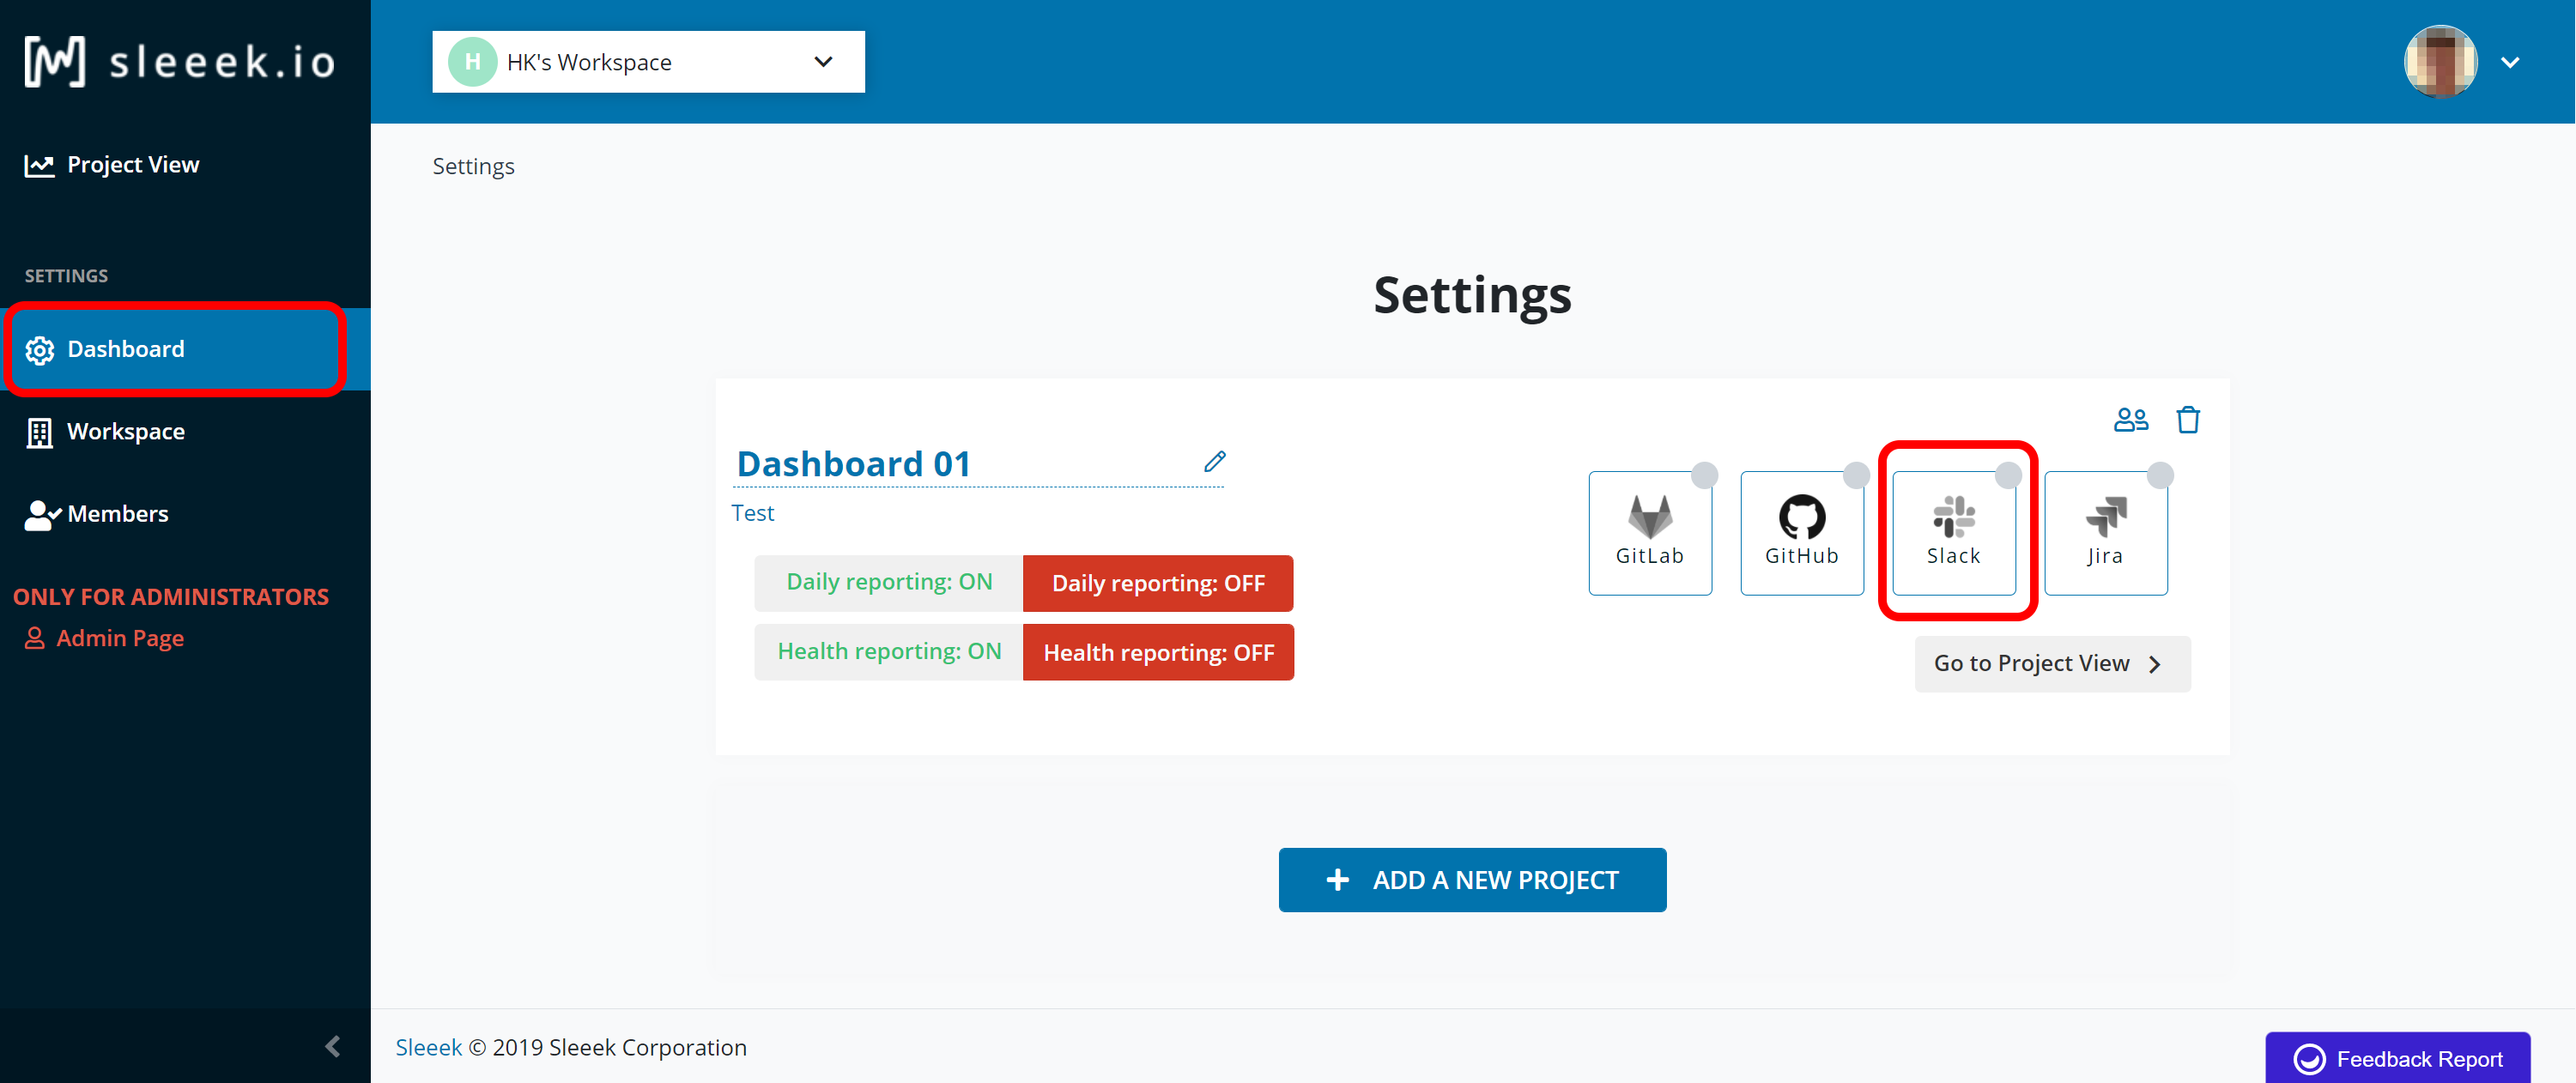 sleeek.io
H HK's Workspace
Project View
Settings
SETTINGS
Settings
Dashboard
Workspace
Members
ONLY FOR ADMINISTRATORS
Admin Page
Dashboard 01
Test
Daily reporting: ON Daily reporting: OFF
Health reporting: ON Health reporting: OFF
GitLab GitHub Slack Jira
Go to Project View
ADD A NEW PROJECT
Sleeek © 2019 Sleeek Corporation
Feedback Report